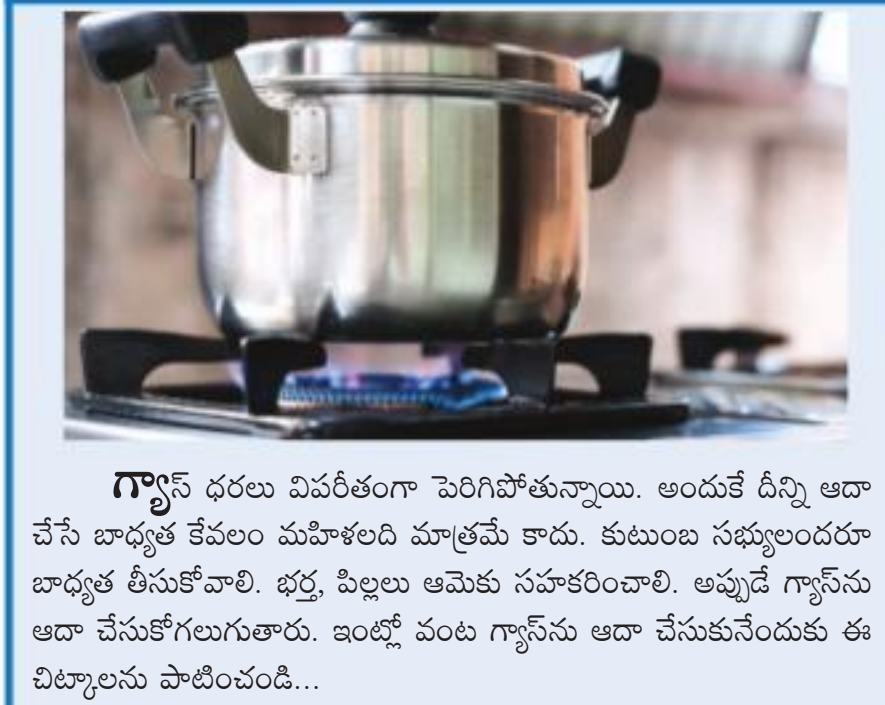 గ్యాస్ ధరలు విపరీతంగా పెరిగిపోతున్నాయి. అందుకే దీన్ని ఆదా
చేసే బాధ్యత కేవలం మహిళలది మాత్రమే కాదు. కుటుంబ సభ్యులందరూ
బాధ్యత తీసుకోవాలి. భర్త, పిల్లలు ఆమెకు సహకరించాలి. అప్పుడే గ్యాస్‌ను
ఆదా చేసుకోగలుగుతారు. ఇంట్లో వంట గ్యాస్‌ను ఆదా చేసుకునేందుకు ఈ
చిట్కాలను పాటించండి...